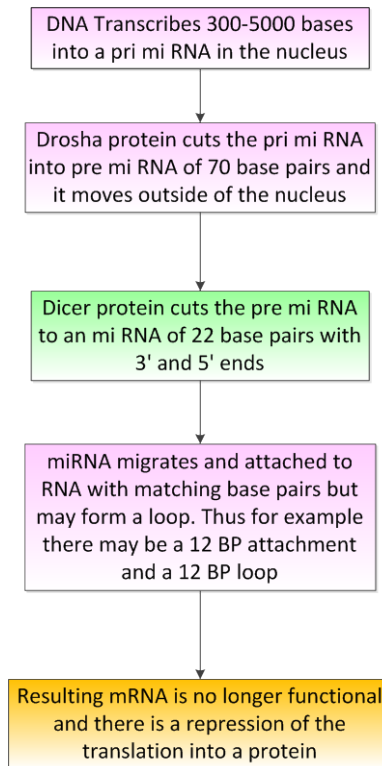 DNA Transcribes 300-5000 bases
into a pri mi RNA in the nucleus
Drosha protein cuts the pri mi RNA
into pre mi RNA of 70 base pairs and
it moves outside of the nucleus
Dicer protein cuts the pre mi RNA
to an mi RNA of 22 base pairs with
3' and 5' ends
miRNA migrates and attached to
RNA with matching base pairs but
may form a loop. Thus for example
there may be a 12 BP attachment
and a 12 BP loop
Resulting mRNA is no longer functional
and there is a repression of the
translation into a protein